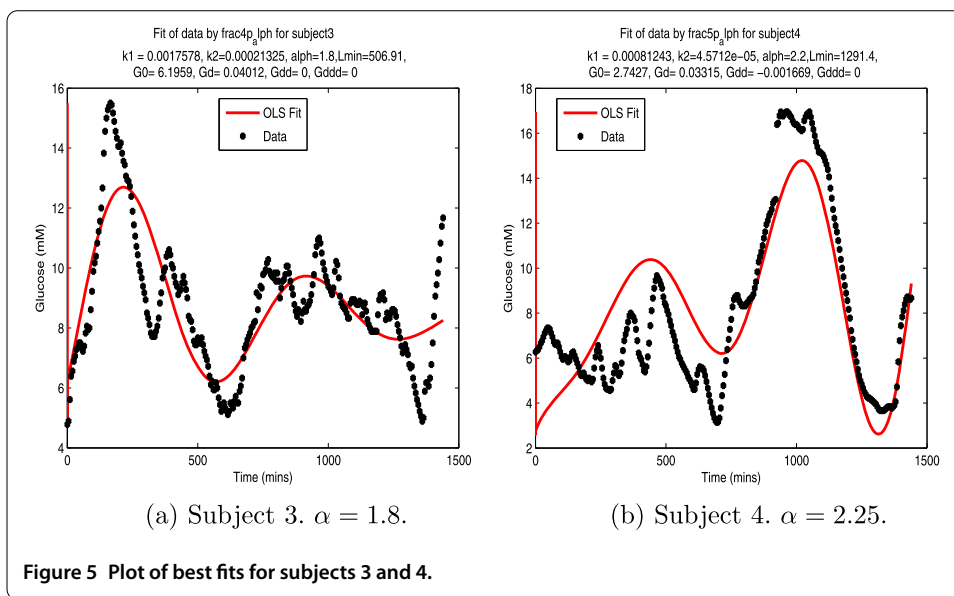 Fit of data by frac4p_alph for subject3
k1 = 0.0017578, k2=0.00021325, alph=1.8,Lmin=506.91,
G0= 6.1959, Gd= 0.04012, Gdd= 0, Gddd= 0
OLS Fit
Data
16
14
12
10
8
6
4
Glucose (mM)
0
500
1000
1500
Time (mins)
(a) Subject 3. α = 1.8.
Fit of data by frac5p_alph for subject4
k1 = 0.00081243, k2=4.5712e−05, alph=2.2,Lmin=1291.4,
G0= 2.7427, Gd= 0.03315, Gdd= −0.001669, Gddd= 0
OLS Fit
Data
18
16
14
12
10
8
6
4
2
Glucose (mM)
0
500
1000
1500
Time (mins)
(b) Subject 4. α = 2.25.
Figure 5 Plot of best fits for subjects 3 and 4.